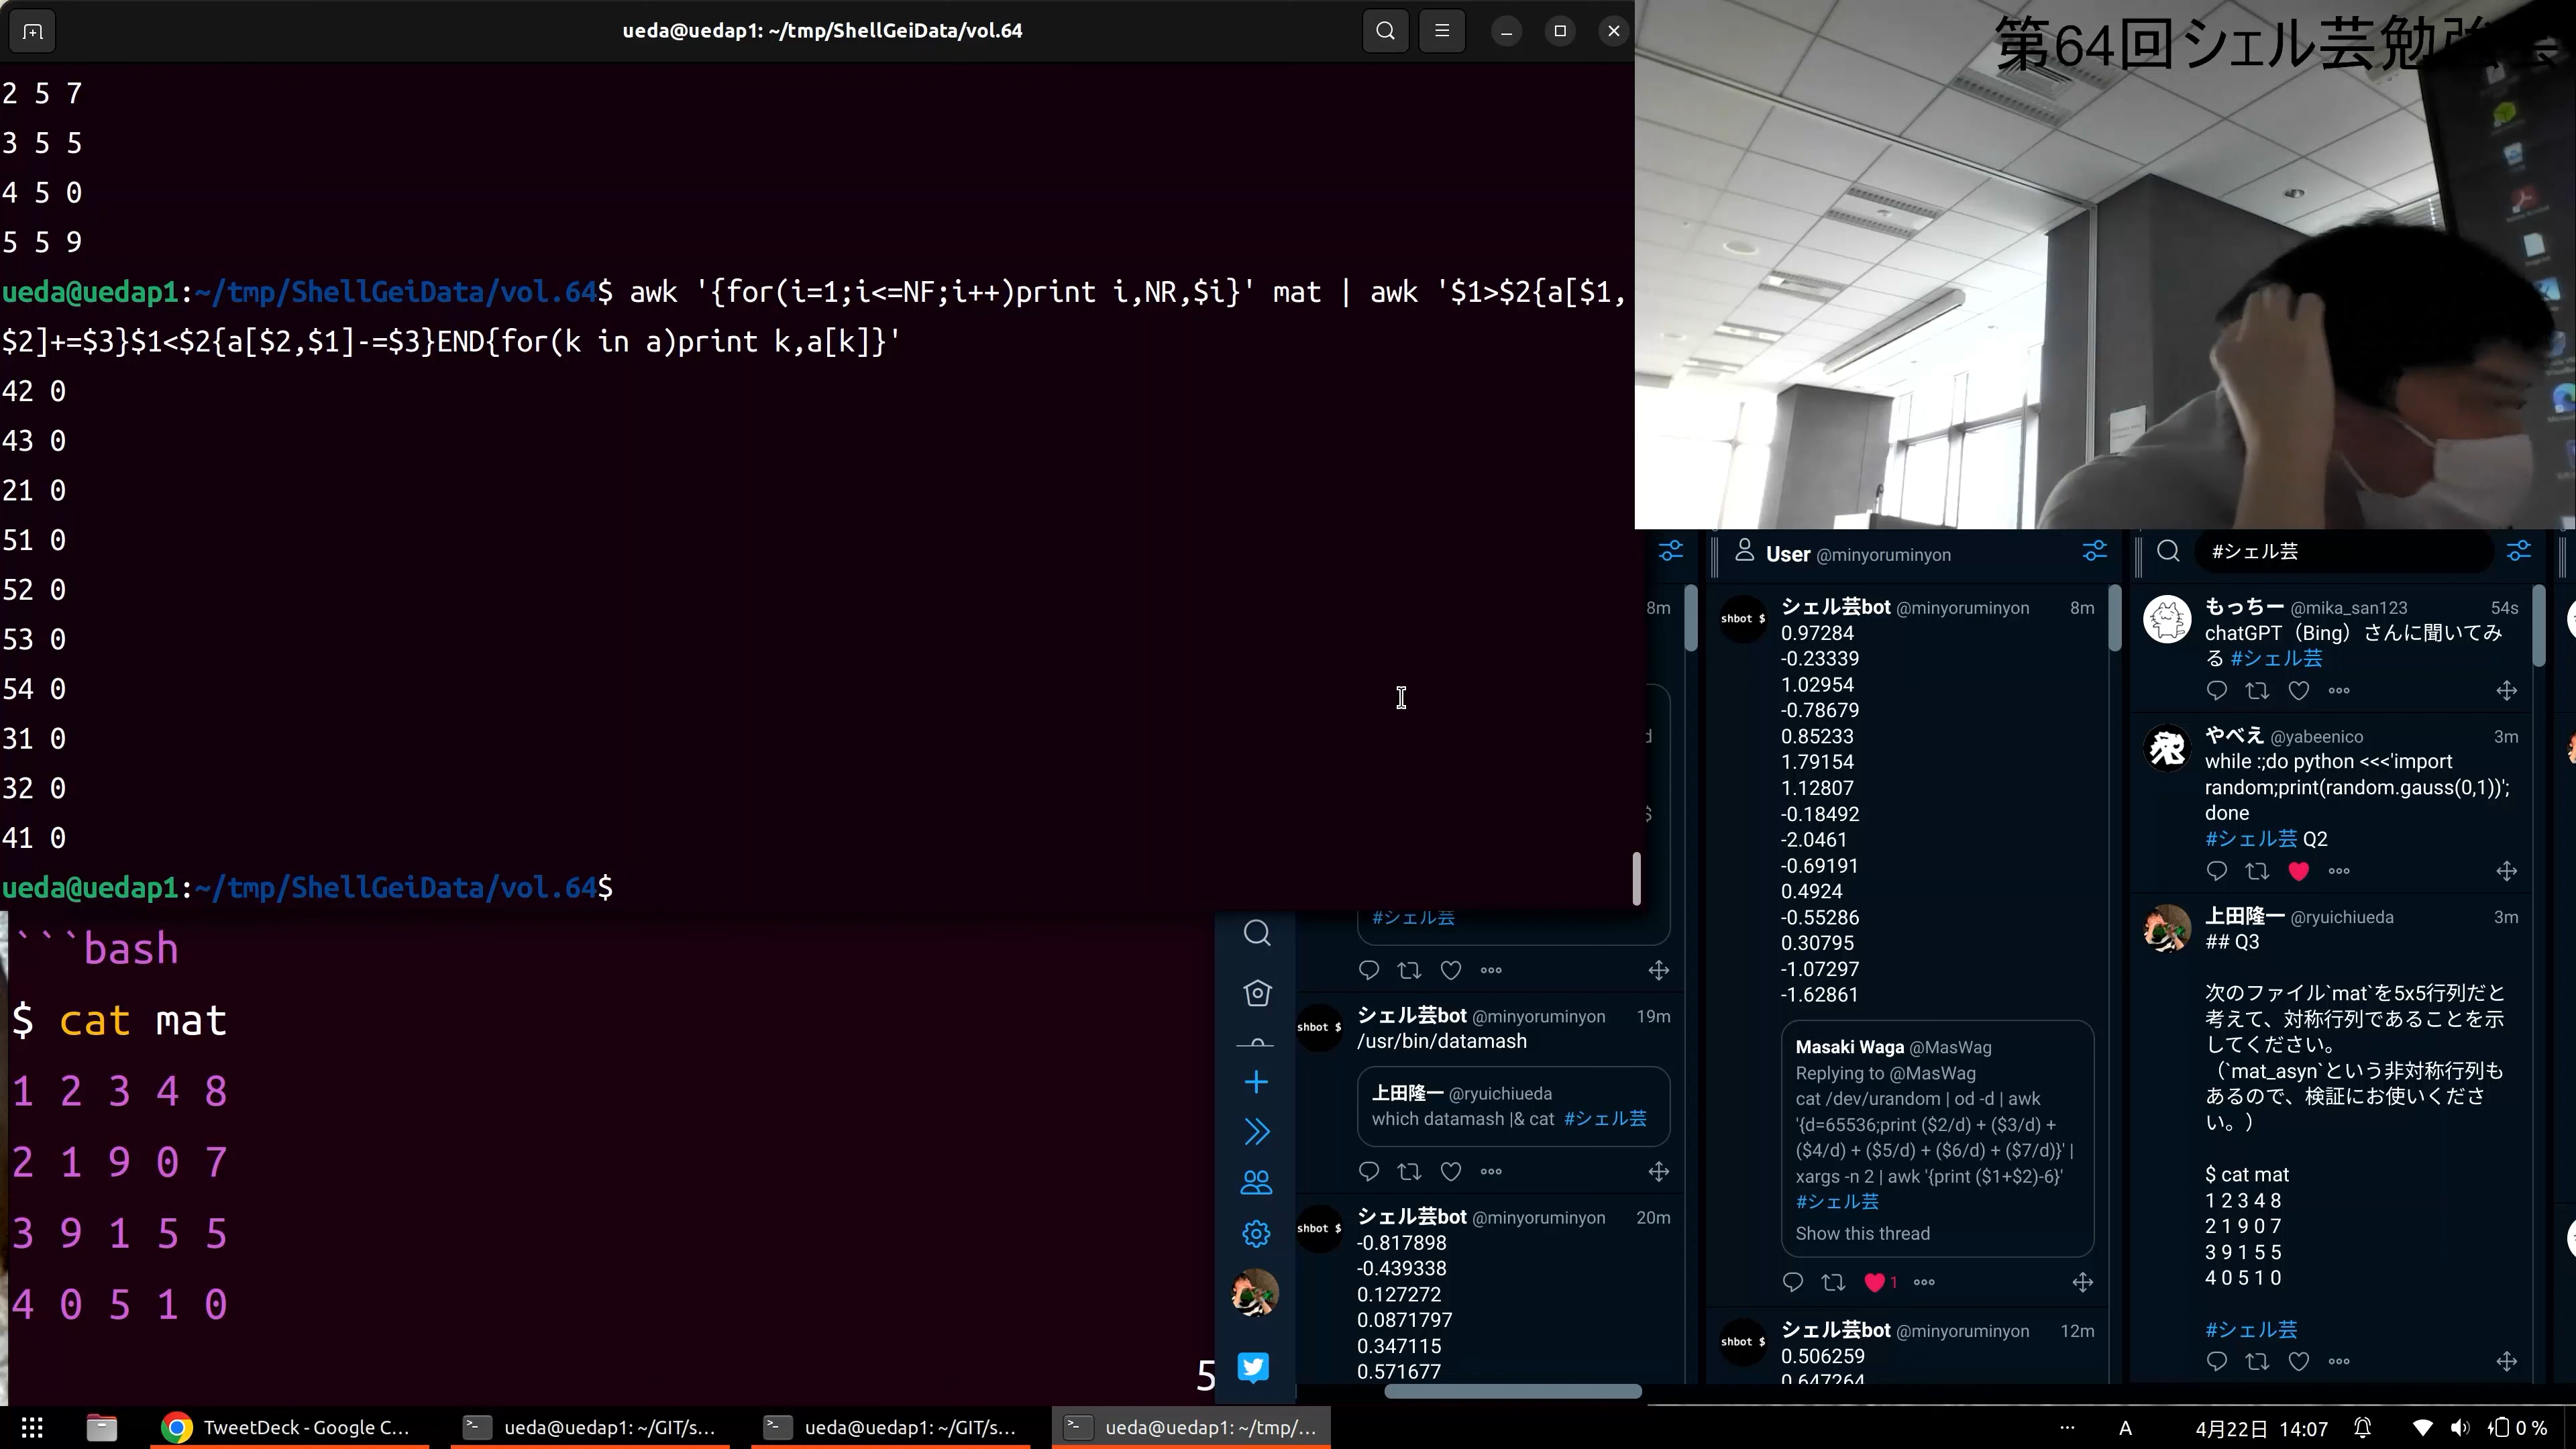 ueda@uedap1: ~/tmp/ShellGeiData/vol.64
2 5 7
3 5 5
4 5 0
5 5 9
ueda@uedap1:~/tmp/ShellGeiData/vol.64$ awk '{for(i=1;i<=NF;i++)print i,NR,$i}' mat | awk '$1>$2{a[$1,
$2]+=$3}$1<$2{a[$2,$1]-=$3}END{for(k in a)print k,a[k]}'
42 0
43 0
21 0
51 0
52 0
53 0
54 0
31 0
32 0
41 0
ueda@uedap1:~/tmp/ShellGeiData/vol.64$
```bash
$ cat mat
1 2 3 4 8
2 1 9 0 7
3 9 1 5 5
4 0 5 1 0
5
第64回シェル芸勉強会
8m
#シェル芸
シェル芸bot @minyoruminyon 19m
/usr/bin/datamash
上田隆一 @ryuichiueda
which datamash |& cat #シェル芸
シェル芸bot @minyoruminyon 20m
-0.817898
-0.439338
0.127272
0.0871797
0.347115
0.571677
User @minyoruminyon
シェル芸bot @minyoruminyon 8m
0.97284
-0.23339
1.02954
-0.78679
0.85233
1.79154
1.12807
-0.18492
-2.0461
-0.69191
0.4924
-0.55286
0.30795
-1.07297
-1.62861
Masaki Waga @MasWag
Replying to @MasWag
cat /dev/urandom | od -d | awk
'{d=65536;print ($2/d) + ($3/d) +
($4/d) + ($5/d) + ($6/d) + ($7/d)}' |
xargs -n 2 | awk '{print ($1+$2)-6}'
#シェル芸
Show this thread
1
シェル芸bot @minyoruminyon 12m
0.506259
0.647264
#シェル芸
もっちー @mika_san123 54s
chatGPT（Bing）さんに聞いてみ
る #シェル芸
やべえ @yabeenico 3m
while :;do python <<<'import
random;print(random.gauss(0,1))';
done
#シェル芸 Q2
上田隆一 @ryuichiueda 3m
## Q3
次のファイル`mat`を5x5行列だと
考えて、対称行列であることを示
してください。
（`mat_asyn`という非対称行列も
あるので、検証にお使いくださ
い。）
$ cat mat
1 2 3 4 8
2 1 9 0 7
3 9 1 5 5
4 0 5 1 0
#シェル芸
TweetDeck - Google C...
ueda@uedap1: ~/GIT/s...
ueda@uedap1: ~/GIT/s...
ueda@uedap1: ~/tmp/...
A
4月22日 14:07
0 %